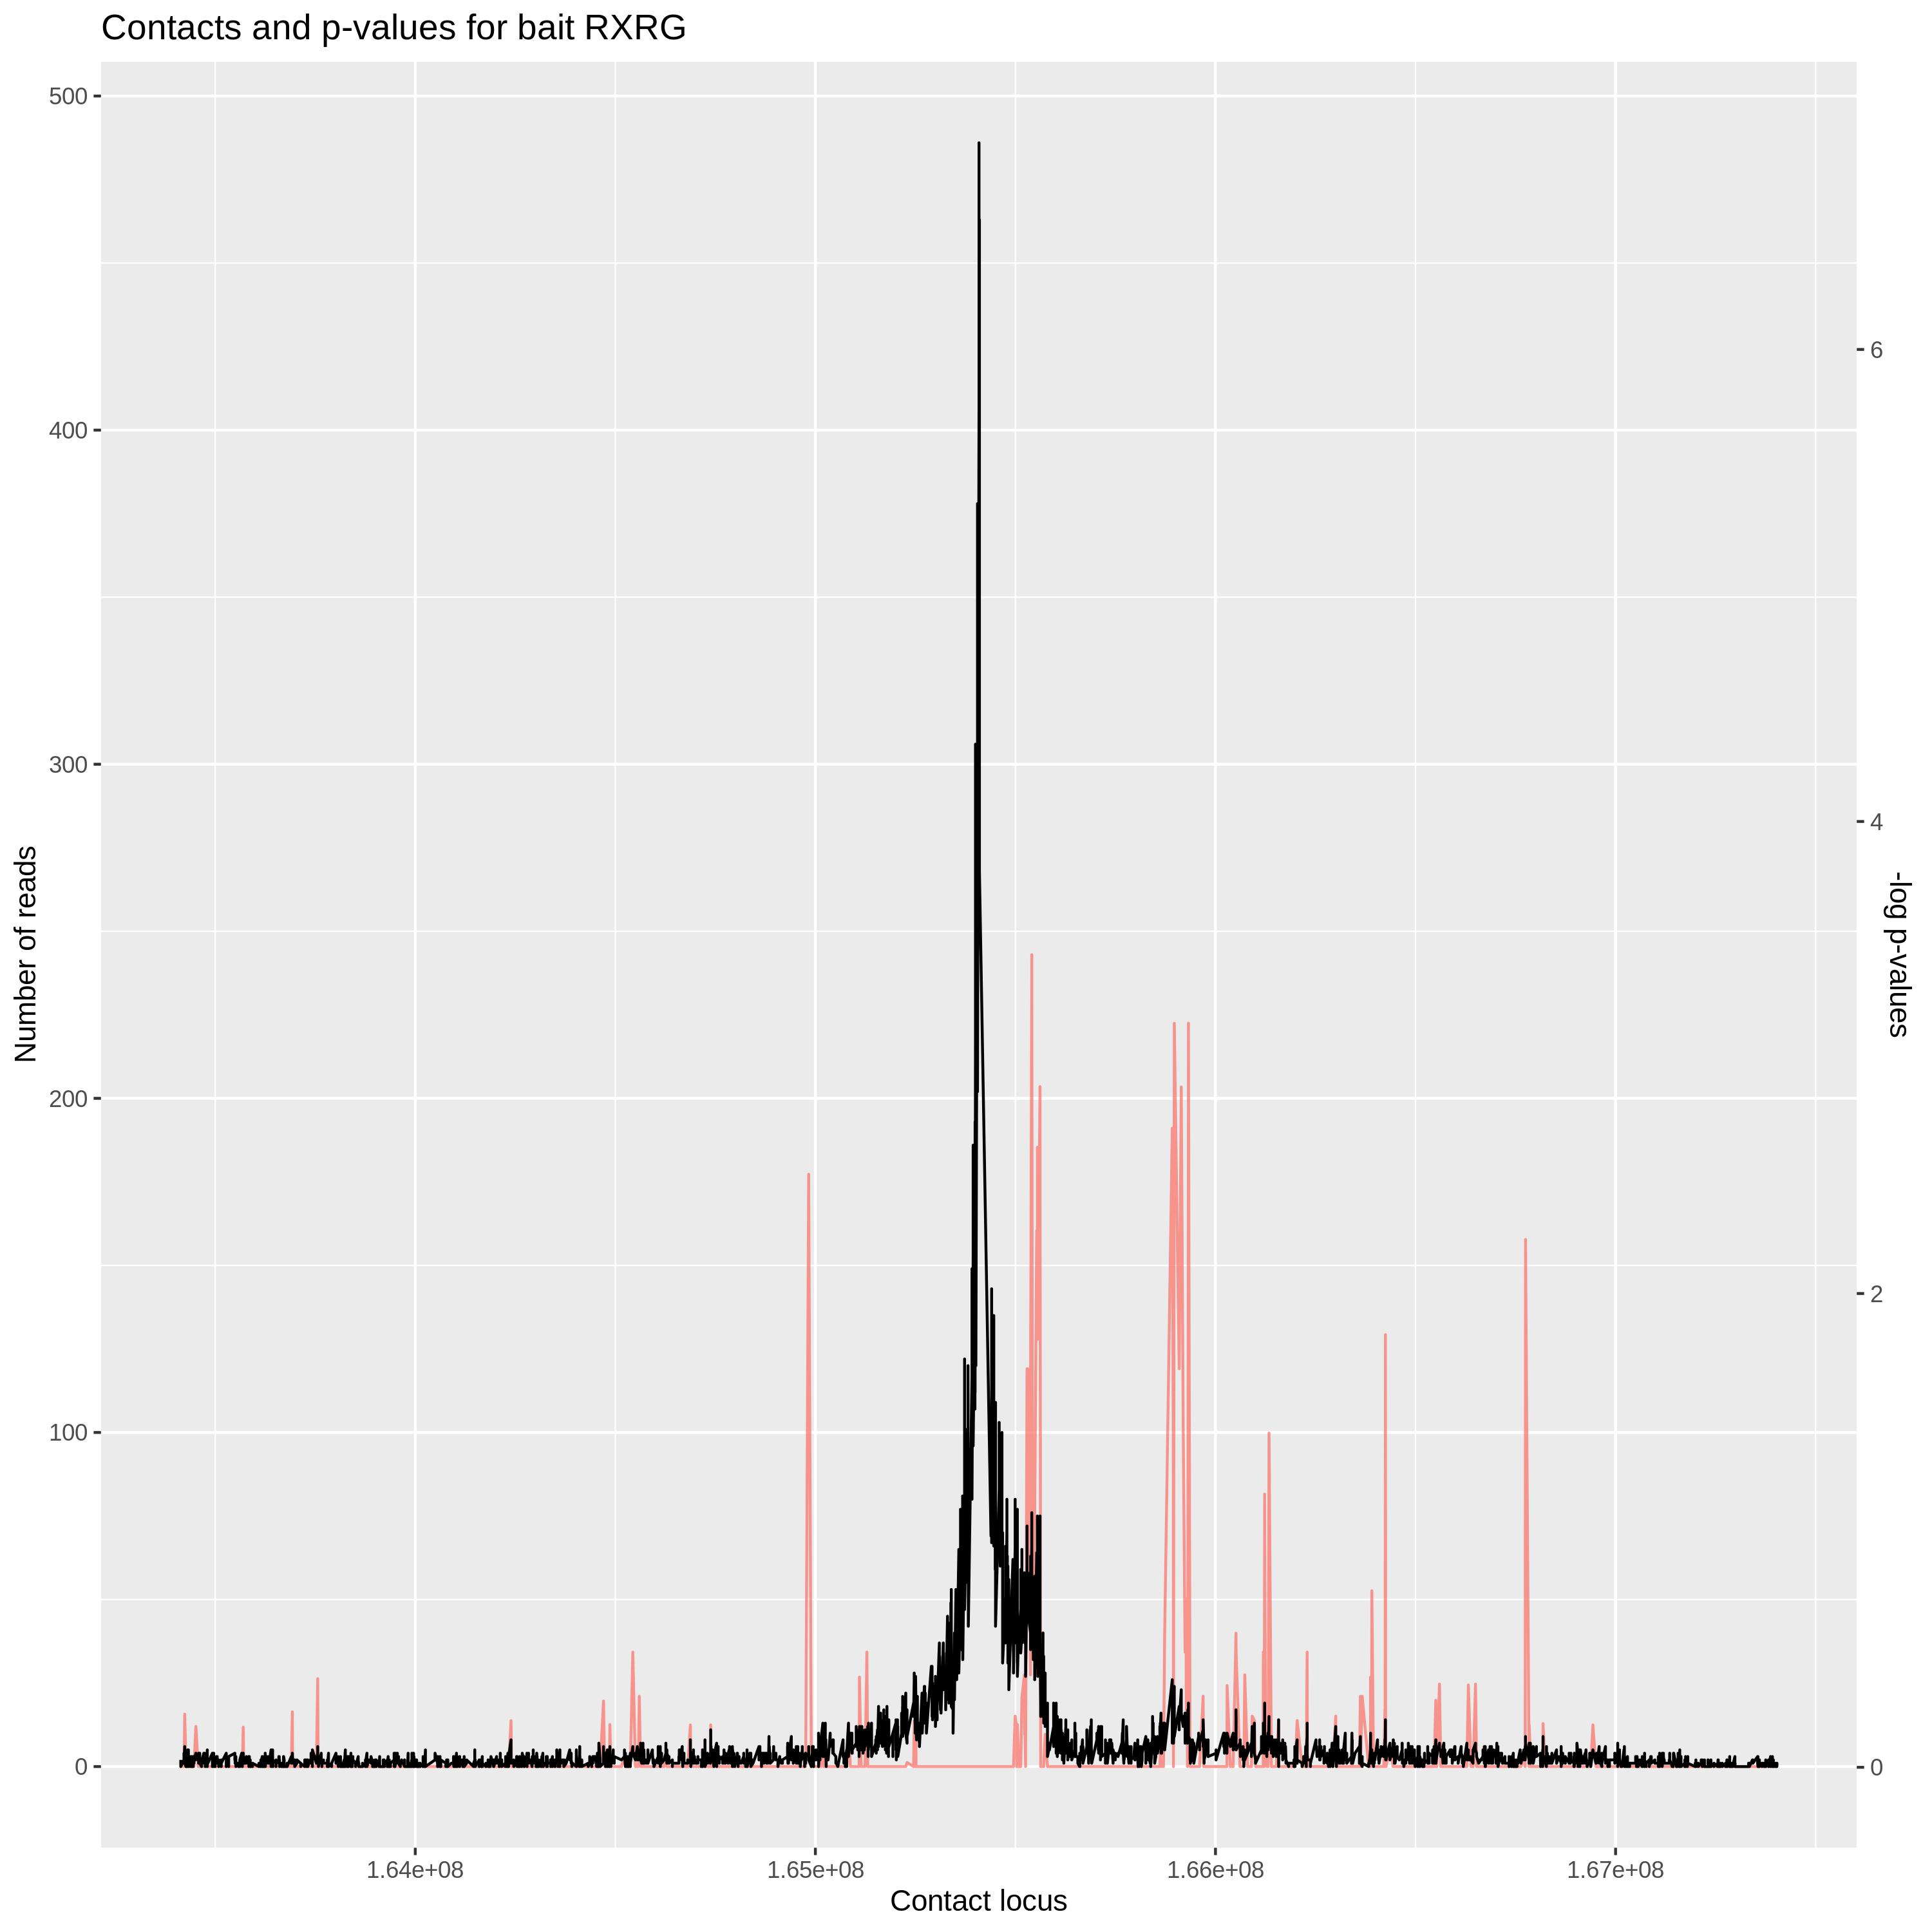 Contacts and p-values for bait RXRG
500
400
300
200
100
0
Number of reads
6
4
2
0
-log p-values
1.64e+08
1.65e+08
1.66e+08
1.67e+08
Contact locus